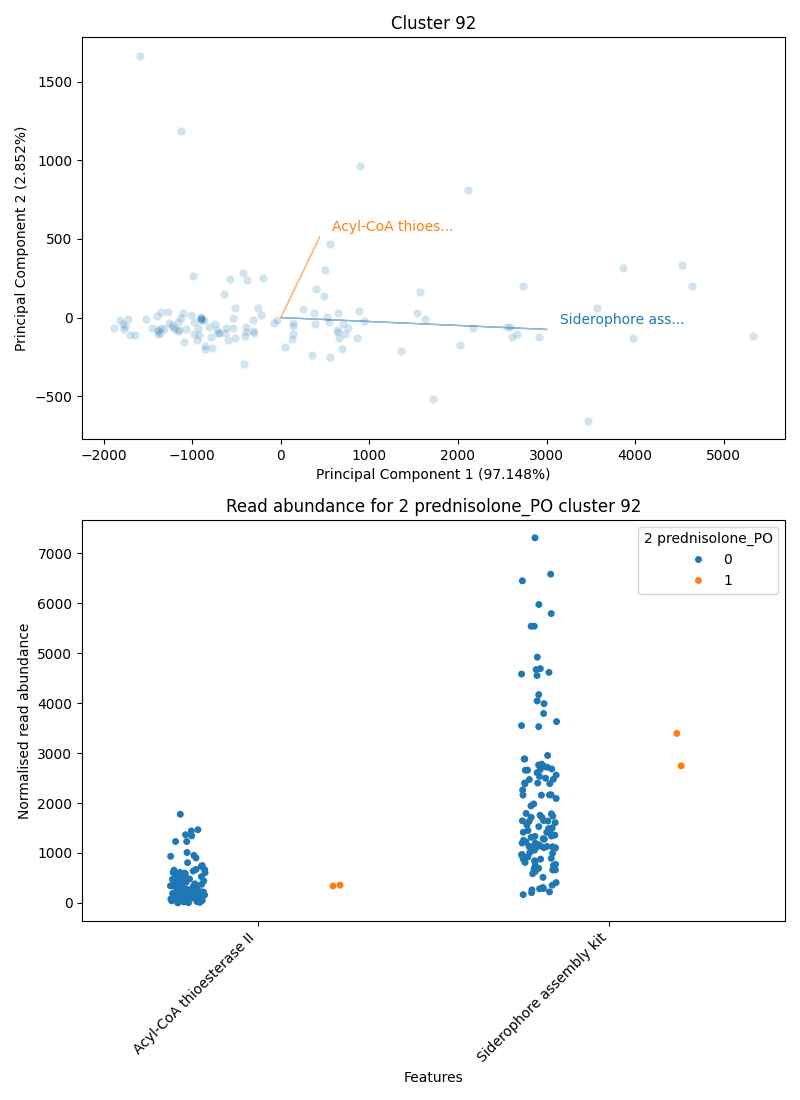 Cluster 92
Principal Component 2 (2.852%)
1500
1000
500
0
−500
Acyl-CoA thioes...
Siderophore ass...
−2000 −1000 0 1000 2000 3000 4000 5000
Principal Component 1 (97.148%)
Read abundance for 2 prednisolone_PO cluster 92
Normalised read abundance
7000
6000
5000
4000
3000
2000
1000
0
2 prednisolone_PO
0
1
Acyl-CoA thioesterase II
Siderophore assembly kit
Features